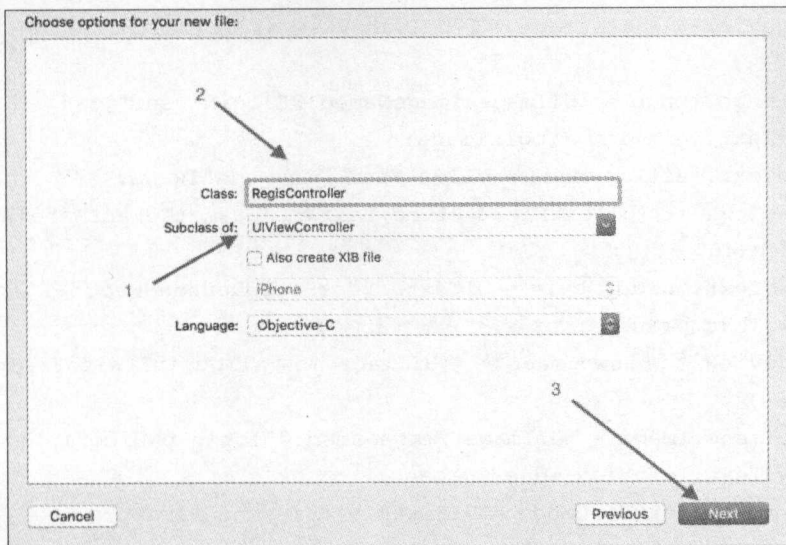 Choose options for your new file:
2
Class: RegisController
Subclass of: UIViewController
Also create XIB file
1
iPhone
Language: Objective-C
3
Cancel
Previous
Next